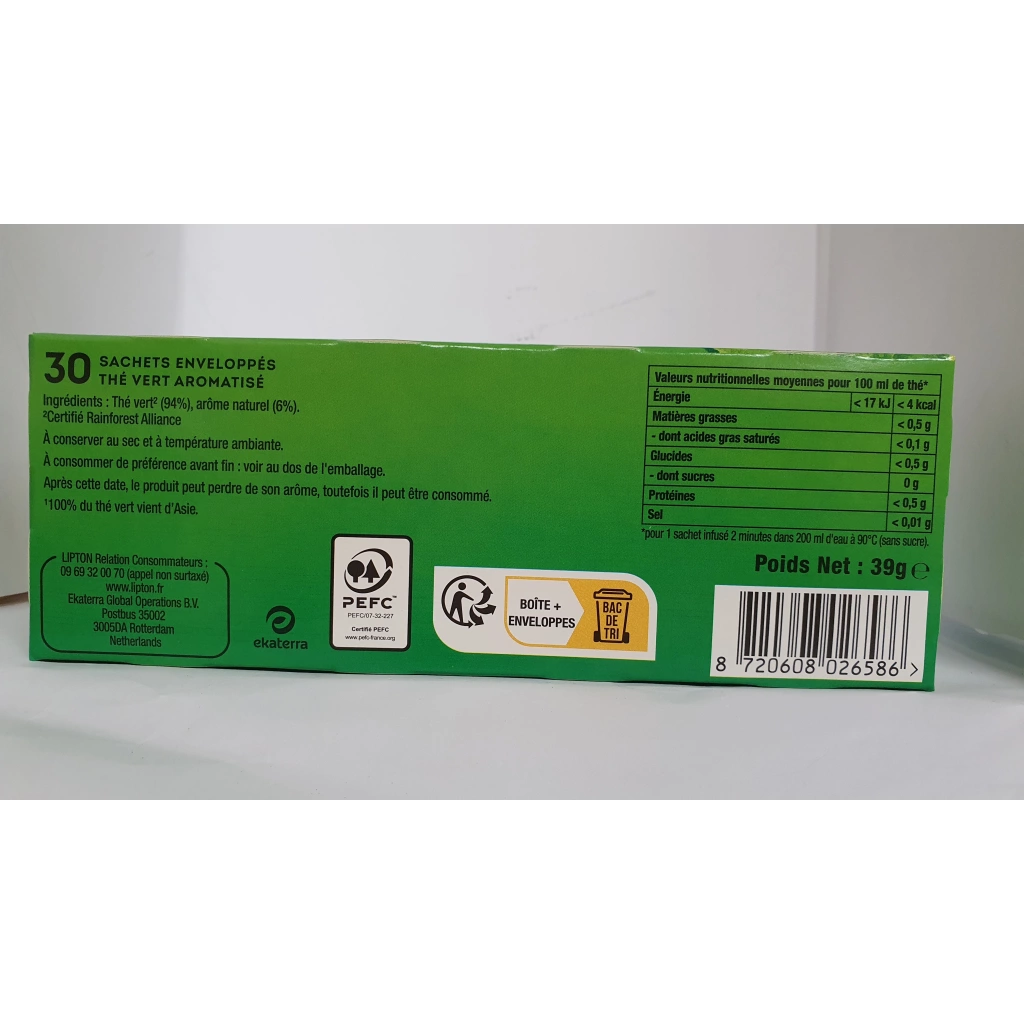 30 SACHETS ENVELOPPÉS
THÉ VERT AROMATISÉ
Ingrédients : Thé vert² (94%), arôme naturel (6%).
²Certifié Rainforest Alliance
À conserver au sec et à température ambiante.
À consommer de préférence avant fin : voir au dos de l'emballage.
Après cette date, le produit peut perdre de son arôme, toutefois il peut être consommé.
¹100% du thé vert vient d'Asie.
LIPTON Relation Consommateurs :
09 69 32 00 70 (appel non surtaxé)
www.lipton.fr
Ekaterra Global Operations B.V.
Postbus 35002
3005DA Rotterdam
Netherlands
ekaterra
PEFC™
PEFC/07-32-227
Certifié PEFC
www.pefc-france.org
BOÎTE +
ENVELOPPES
BAC
DE
TRI
Valeurs nutritionnelles moyennes pour 100 ml de thé*
Énergie < 17 kJ < 4 kcal
Matières grasses < 0,5 g
- dont acides gras saturés < 0,1 g
Glucides < 0,5 g
- dont sucres 0 g
Protéines < 0,5 g
Sel < 0,01 g
*pour 1 sachet infusé 2 minutes dans 200 ml d'eau à 90°C (sans sucre).
Poids Net : 39g ℮
8 720608 026586 >